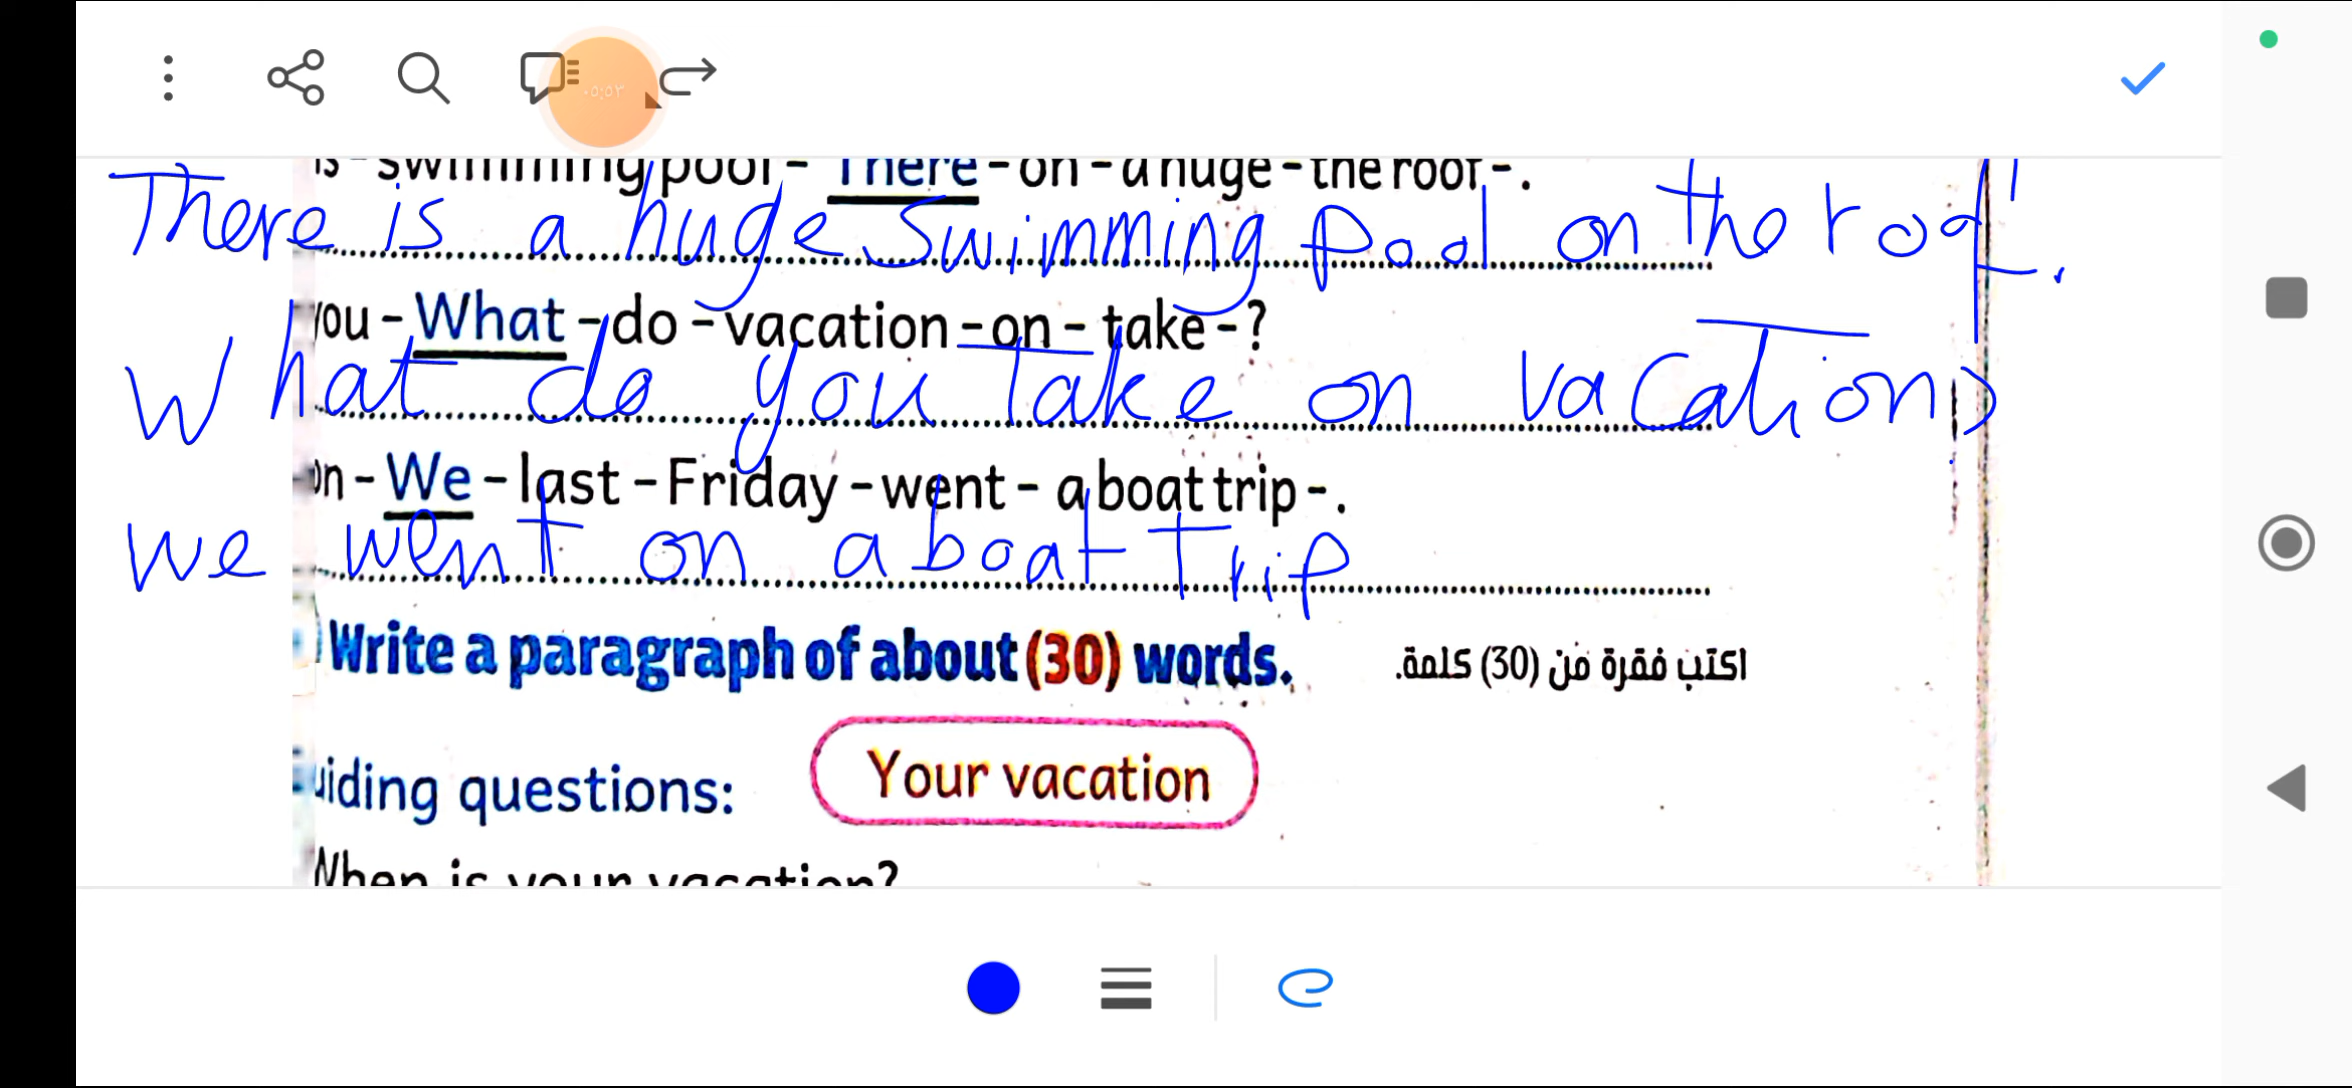 ٠٥:٥٣
is - swimming pool - There - on - a huge - the roof - .
There is a huge swimming pool on the roof.
you - What - do - vacation - on - take - ?
What do you take on vacation?
on - We - last - Friday - went - a boat trip - .
we went on a boat trip
Write a paragraph of about (30) words. اكتب فقرة من (30) كلمة.
Your vacation
uiding questions:
When is your vacation?